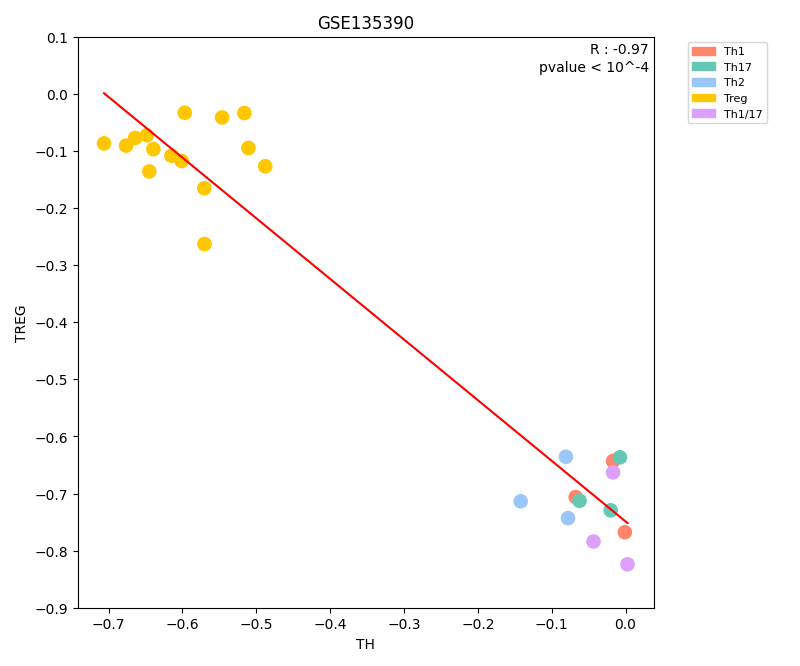 GSE135390
R : -0.97
pvalue < 10^-4
Th1
Th17
Th2
Treg
Th1/17
0.1
0.0
−0.1
−0.2
−0.3
−0.4
−0.5
−0.6
−0.7
−0.8
−0.9
TREG
−0.7 −0.6 −0.5 −0.4 −0.3 −0.2 −0.1 0.0
TH